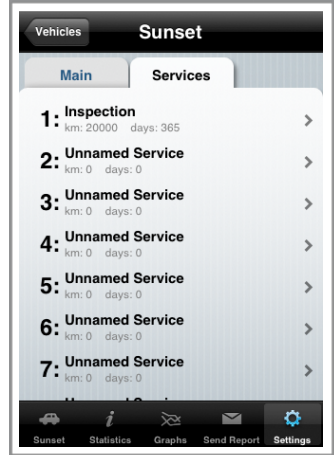 Vehicles Sunset
Main Services
1: Inspection
km: 20000 days: 365
2: Unnamed Service
km: 0 days: 0
3: Unnamed Service
km: 0 days: 0
4: Unnamed Service
km: 0 days: 0
5: Unnamed Service
km: 0 days: 0
6: Unnamed Service
km: 0 days: 0
7: Unnamed Service
km: 0 days: 0
Sunset Statistics Graphs Send Report Settings